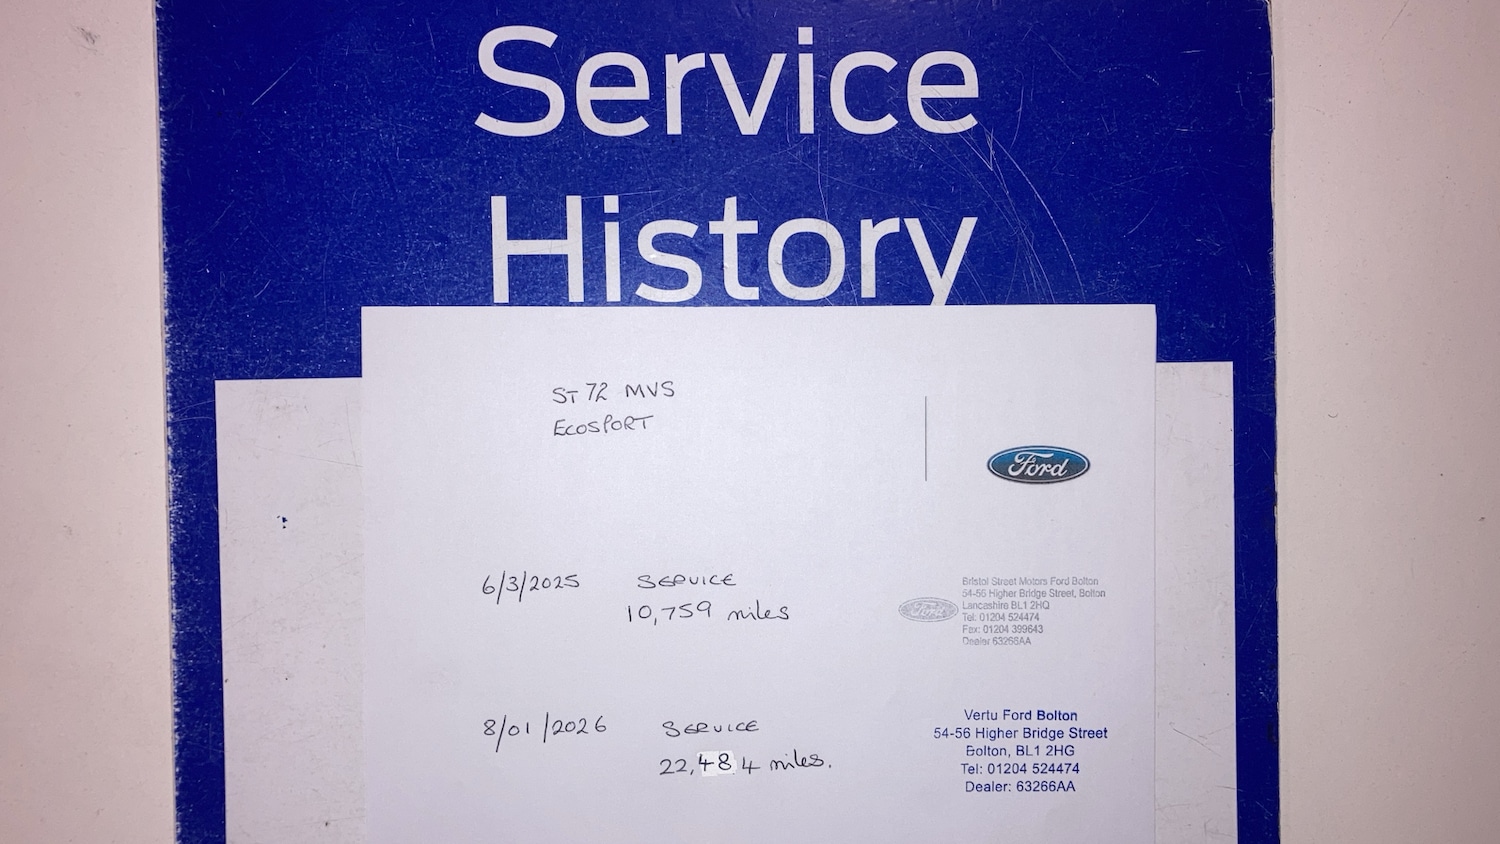 Service
History
ST 72 MVS
ECOSPORT
Ford
6/3/2025 SERVICE
10,759 miles
Ford
Bristol Street Motors Ford Bolton
54-56 Higher Bridge Street, Bolton
Lancashire BL1 2HQ
Tel: 01204 524474
Fax: 01204 399643
Dealer 63266AA
8/01/2026 SERVICE
22,484 miles.
Vertu Ford Bolton
54-56 Higher Bridge Street
Bolton, BL1 2HG
Tel: 01204 524474
Dealer: 63266AA